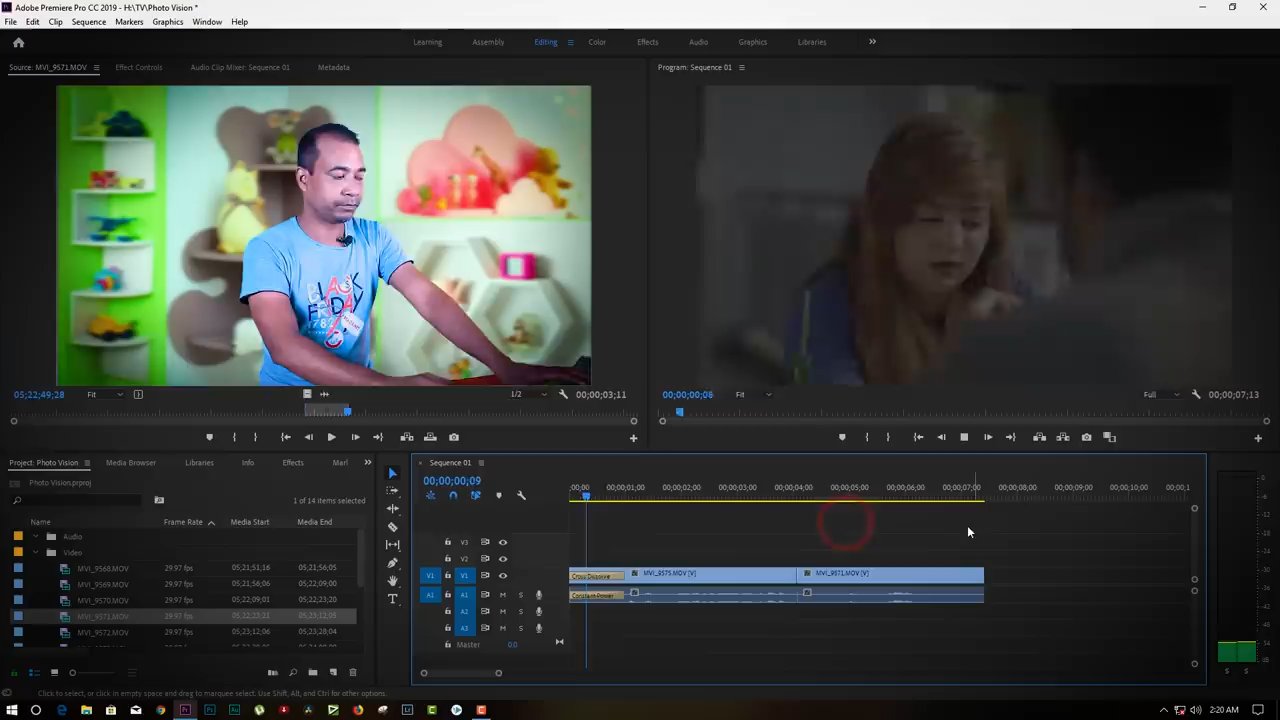 Adobe Premiere Pro CC 2019 - H:\TV\Photo Vision *
File Edit Clip Sequence Markers Graphics Window Help
Learning Assembly Editing Color Effects Audio Graphics Libraries
Source: MVI_9571.MOV Effect Controls Audio Clip Mixer: Sequence 01 Metadata
Program: Sequence 01
BLACK
FRIDAY
1782
05;22;49;28 Fit 1/2 00;00;03;11
00;00;00;06 Fit Full 00;00;07;13
Project: Photo Vision Media Browser Libraries Info Effects Marl
Photo Vision.prproj
1 of 14 items selected
Name Frame Rate Media Start Media End
Audio
Video
MVI_9568.MOV 29.97 fps 05;21;51;16 05;21;56;05
MVI_9569.MOV 29.97 fps 05;21;56;06 05;22;09;00
MVI_9570.MOV 29.97 fps 05;22;09;01 05;22;23;20
MVI_9571.MOV 29.97 fps 05;22;23;21 05;23;12;05
MVI_9572.MOV 29.97 fps 05;23;12;06 05;23;28;04
Sequence 01
00;00;00;09
;00;00 00;00;01;00 00;00;02;00 00;00;03;00 00;00;04;00 00;00;05;00 00;00;06;00 00;00;07;00 00;00;08;00 00;00;09;00 00;00;10;00 00;00;1
V3
V2
V1 V1 Cross Dissolve MVI_9575.MOV [V] MVI_9571.MOV [V]
A1 A1 M S Constant Power
A2 M S
A3 M S
Master 0.0
S S
Click to select, or click in empty space and drag to marquee select. Use Shift, Alt, and Ctrl for other options.
2:20 AM